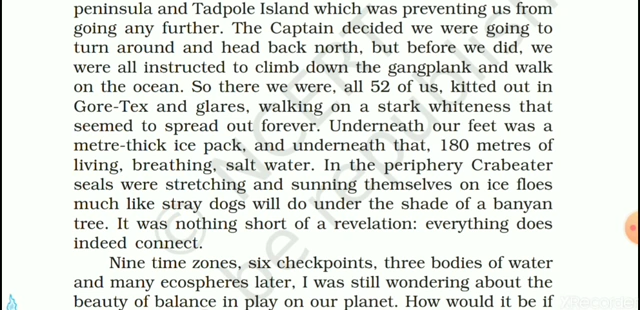 peninsula and Tadpole Island which was preventing us from
going any further. The Captain decided we were going to
turn around and head back north, but before we did, we
were all instructed to climb down the gangplank and walk
on the ocean. So there we were, all 52 of us, kitted out in
Gore-Tex and glares, walking on a stark whiteness that
seemed to spread out forever. Underneath our feet was a
metre-thick ice pack, and underneath that, 180 metres of
living, breathing, salt water. In the periphery Crabeater
seals were stretching and sunning themselves on ice floes
much like stray dogs will do under the shade of a banyan
tree. It was nothing short of a revelation: everything does
indeed connect.
Nine time zones, six checkpoints, three bodies of water
and many ecospheres later, I was still wondering about the
beauty of balance in play on our planet. How would it be if
© NCERT
be republish
XRecorder